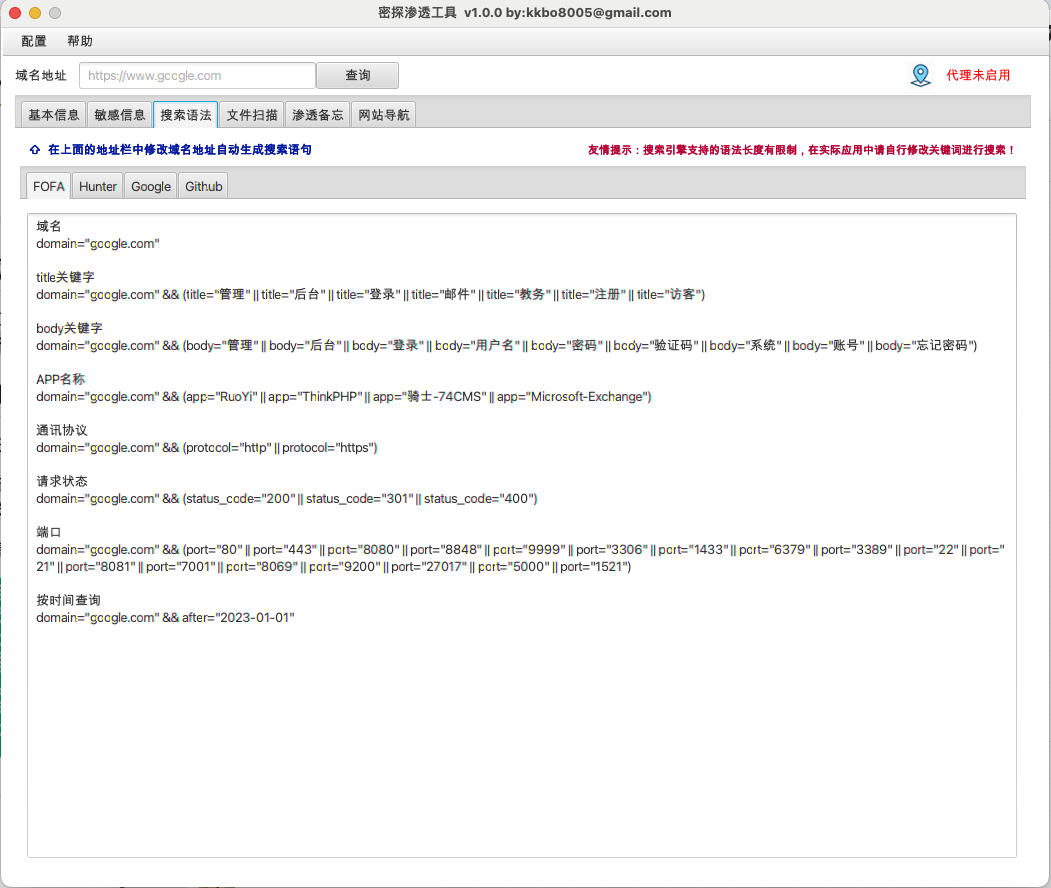 密探渗透工具 v1.0.0 by:kkbo8005@gmail.com
配置 帮助
域名地址 https://www.google.com 查询 代理未启用
基本信息 敏感信息 搜索语法 文件扫描 渗透备忘 网站导航
在上面的地址栏中修改域名地址自动生成搜索语句 友情提示：搜索引擎支持的语法长度有限制，在实际应用中请自行修改关键词进行搜索！
FOFA Hunter Google Github
域名
domain="google.com"
title关键字
domain="google.com" && (title="管理" || title="后台" || title="登录" || title="邮件" || title="教务" || title="注册" || title="访客")
body关键字
domain="google.com" && (body="管理" || body="后台" || body="登录" || body="用户名" || body="密码" || body="验证码" || body="系统" || body="账号" || body="忘记密码")
APP名称
domain="google.com" && (app="RuoYi" || app="ThinkPHP" || app="骑士-74CMS" || app="Microsoft-Exchange")
通讯协议
domain="google.com" && (protocol="http" || protocol="https")
请求状态
domain="google.com" && (status_code="200" || status_code="301" || status_code="400")
端口
domain="google.com" && (port="80" || port="443" || port="8080" || port="8848" || port="9999" || port="3306" || port="1433" || port="6379" || port="3389" || port="22" || port="
21" || port="8081" || port="7001" || port="8069" || port="9200" || port="27017" || port="5000" || port="1521")
按时间查询
domain="google.com" && after="2023-01-01"